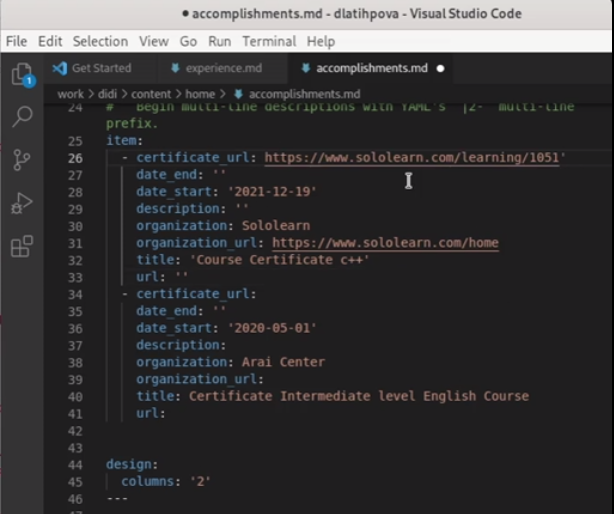 ● accomplishments.md - dlatihpova - Visual Studio Code
File Edit Selection View Go Run Terminal Help
1
Get Started experience.md accomplishments.md ●
work > didi > content > home > accomplishments.md
24 # Begin multi-line descriptions with YAML's `|2-` multi-line
prefix.
25 item:
26 - certificate_url: https://www.sololearn.com/learning/1051'
27 date_end: ''
28 date_start: '2021-12-19'
29 description: ''
30 organization: Sololearn
31 organization_url: https://www.sololearn.com/home
32 title: 'Course Certificate c++'
33 url: ''
34 - certificate_url:
35 date_end: ''
36 date_start: '2020-05-01'
37 description:
38 organization: Arai Center
39 organization_url:
40 title: Certificate Intermediate level English Course
41 url:
42
43
44 design:
45 columns: '2'
46 ---